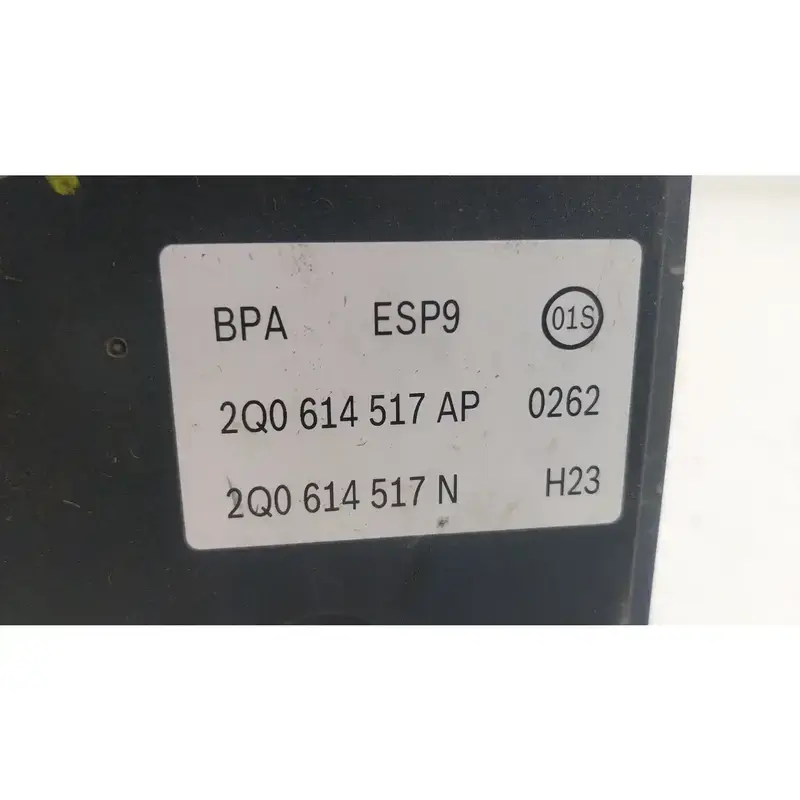 BPA ESP9 01S
2Q0 614 517 AP 0262
2Q0 614 517 N H23